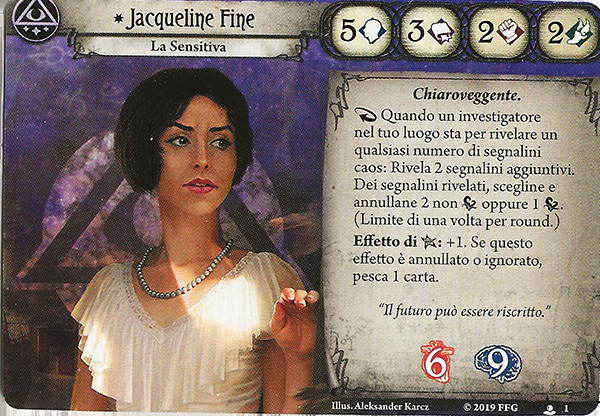 Jacqueline Fine
La Sensitiva
5 3 2 2
Chiaroveggente.
Quando un investigatore
nel tuo luogo sta per rivelare un
qualsiasi numero di segnalini
caos: Rivela 2 segnalini aggiuntivi.
Dei segnalini rivelati, scegline e
annullane 2 non oppure 1 .
(Limite di una volta per round.)
Effetto di : +1. Se questo
effetto è annullato o ignorato,
pesca 1 carta.
“Il futuro può essere riscritto.”
6 9
Illus. Aleksander Karcz © 2019 FFG 1